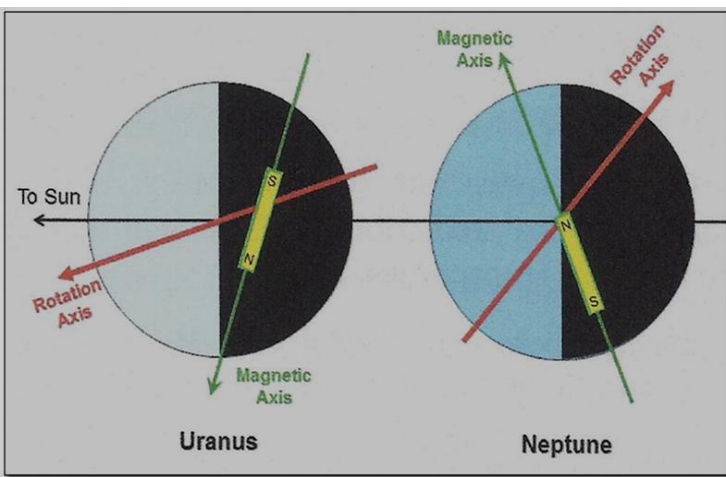 Magnetic
Axis
Rotation
Axis
S
To Sun
N
N
Rotation
Axis
S
Magnetic
Axis
Uranus
Neptune